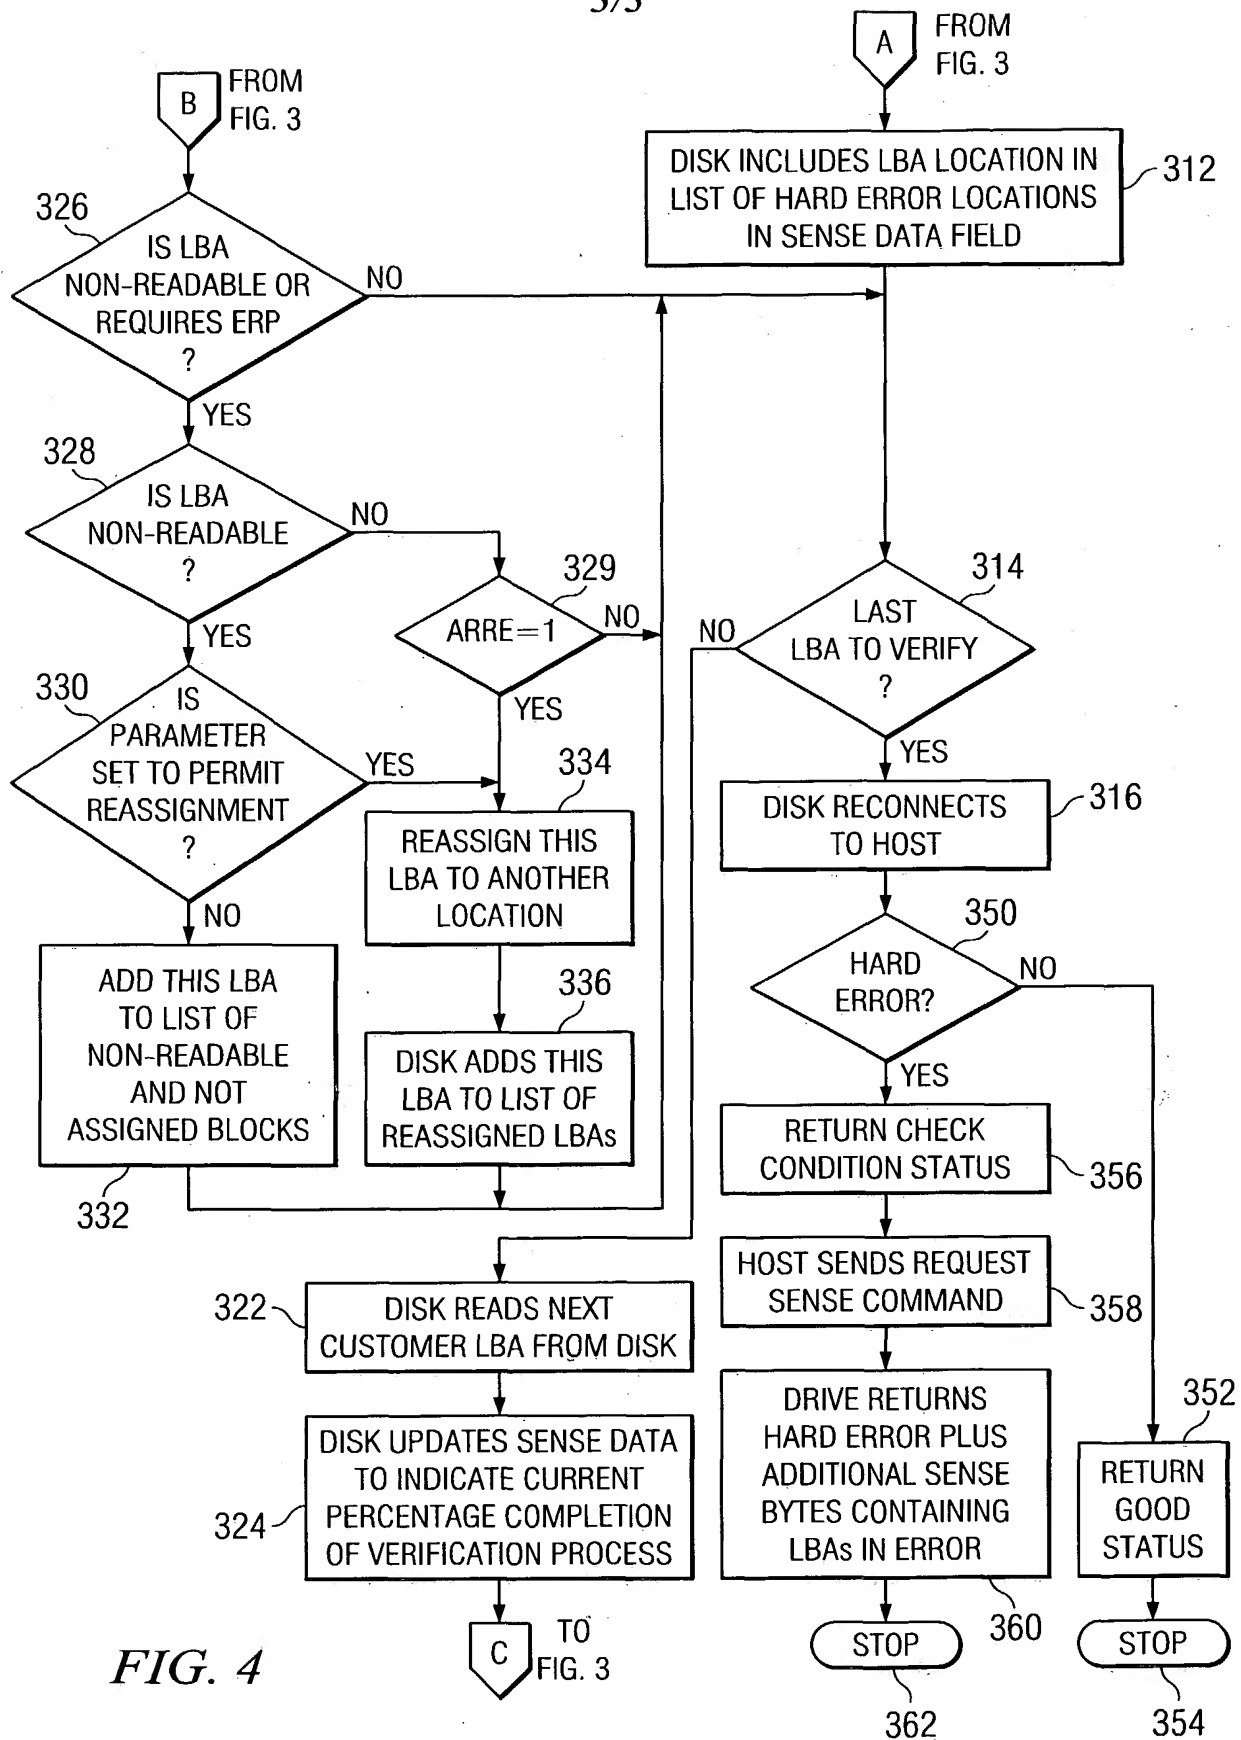 3/3
B
FROM
FIG. 3
A
FROM
FIG. 3
DISK INCLUDES LBA LOCATION IN
LIST OF HARD ERROR LOCATIONS
IN SENSE DATA FIELD
312
326
IS LBA
NON-READABLE OR
REQUIRES ERP
?
NO
YES
328
IS LBA
NON-READABLE
?
NO
YES
329
ARRE=1
NO
YES
330
IS
PARAMETER
SET TO PERMIT
REASSIGNMENT
?
YES
NO
334
REASSIGN THIS
LBA TO ANOTHER
LOCATION
336
DISK ADDS THIS
LBA TO LIST OF
REASSIGNED LBAs
ADD THIS LBA
TO LIST OF
NON-READABLE
AND NOT
ASSIGNED BLOCKS
332
314
LAST
LBA TO VERIFY
?
NO
YES
DISK RECONNECTS
TO HOST
316
350
HARD
ERROR?
NO
YES
RETURN CHECK
CONDITION STATUS
356
HOST SENDS REQUEST
SENSE COMMAND
358
DRIVE RETURNS
HARD ERROR PLUS
ADDITIONAL SENSE
BYTES CONTAINING
LBAs IN ERROR
360
STOP
362
352
RETURN
GOOD
STATUS
STOP
354
322
DISK READS NEXT
CUSTOMER LBA FROM DISK
324
DISK UPDATES SENSE DATA
TO INDICATE CURRENT
PERCENTAGE COMPLETION
OF VERIFICATION PROCESS
C
TO
FIG. 3
FIG. 4